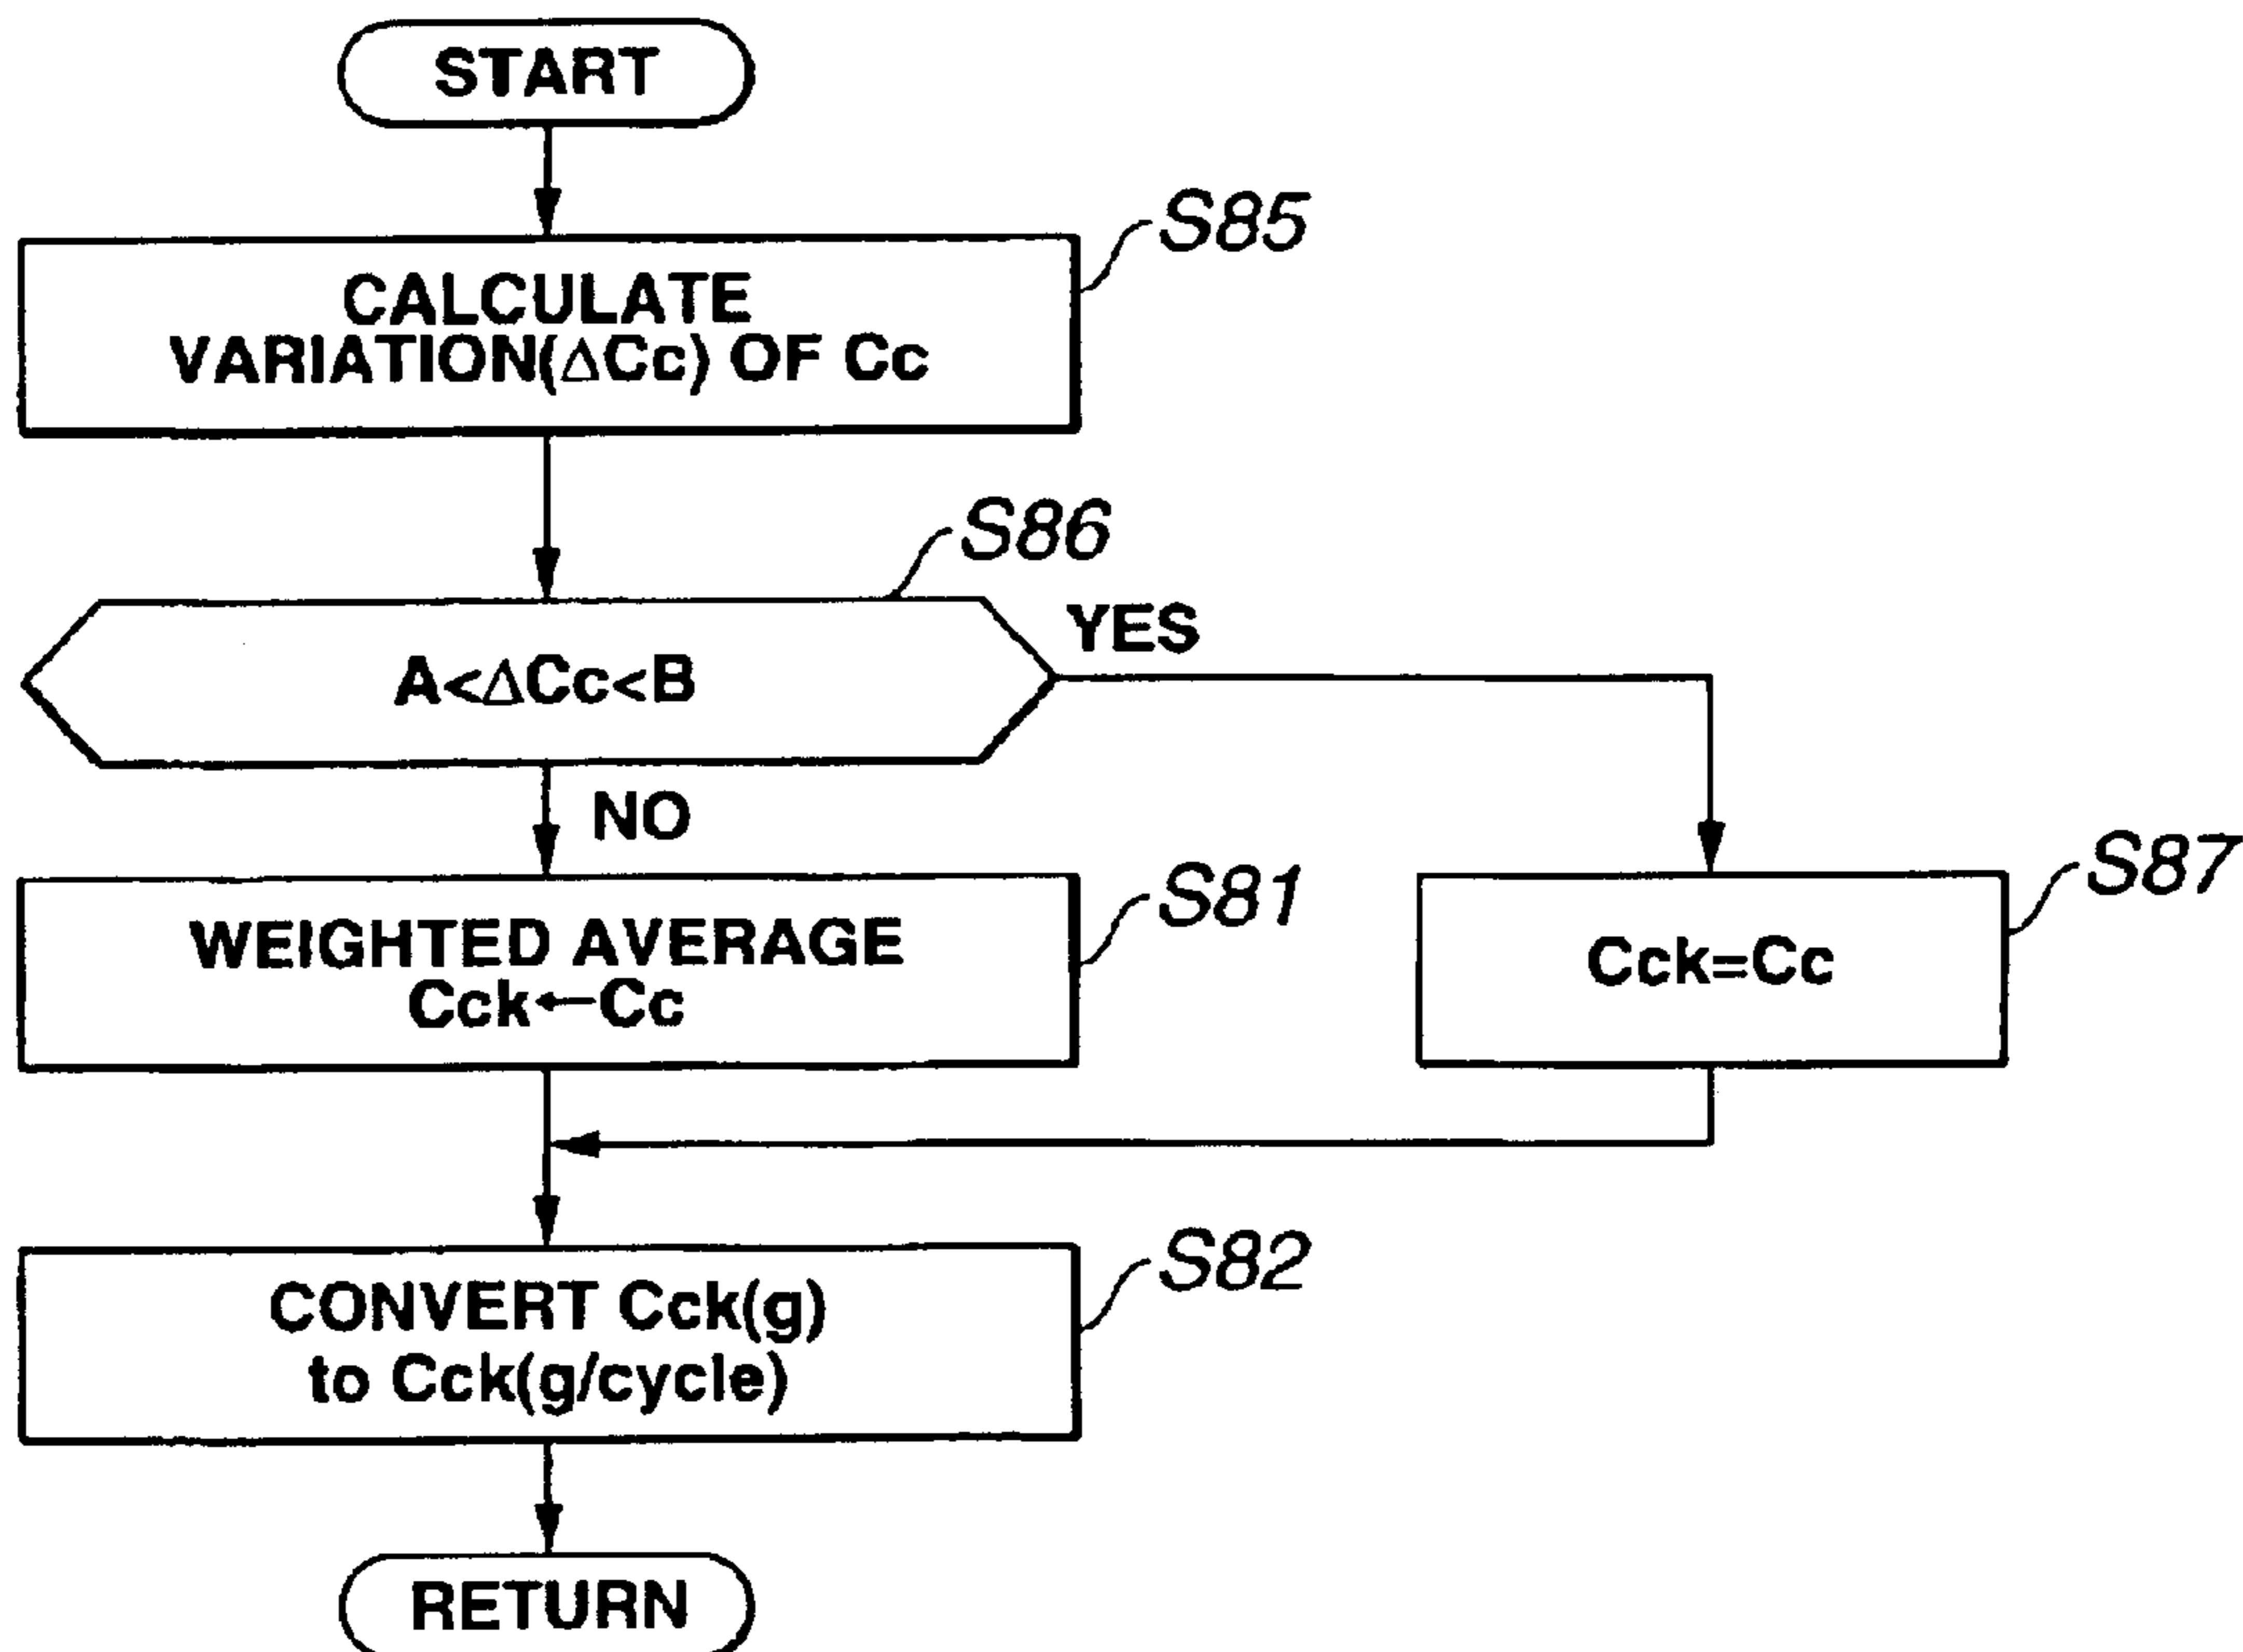 START
S85
CALCULATE
VARIATION(ΔCc) OF Cc
S86
A<ΔCc<B
YES
NO
S81
WEIGHTED AVERAGE
Cck←Cc
S87
Cck=Cc
S82
CONVERT Cck(g)
to Cck(g/cycle)
RETURN